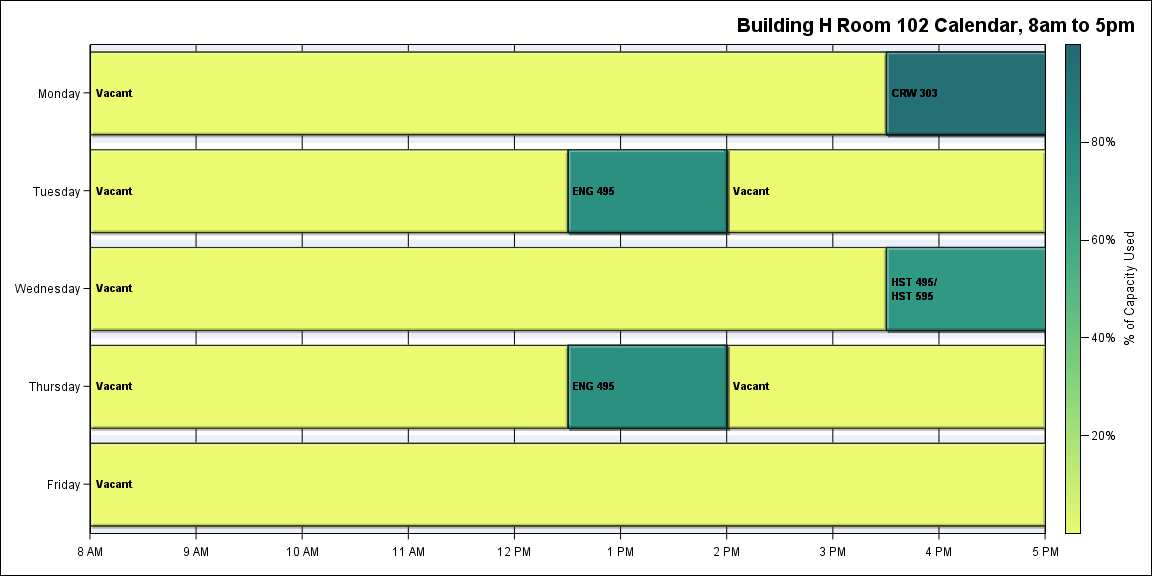 Building H Room 102 Calendar, 8am to 5pm
Monday
Vacant
CRW 303
Tuesday
Vacant
ENG 495
Vacant
Wednesday
Vacant
HST 495/
HST 595
Thursday
Vacant
ENG 495
Vacant
Friday
Vacant
8 AM
9 AM
10 AM
11 AM
12 PM
1 PM
2 PM
3 PM
4 PM
5 PM
80%
60%
40%
20%
% of Capacity Used